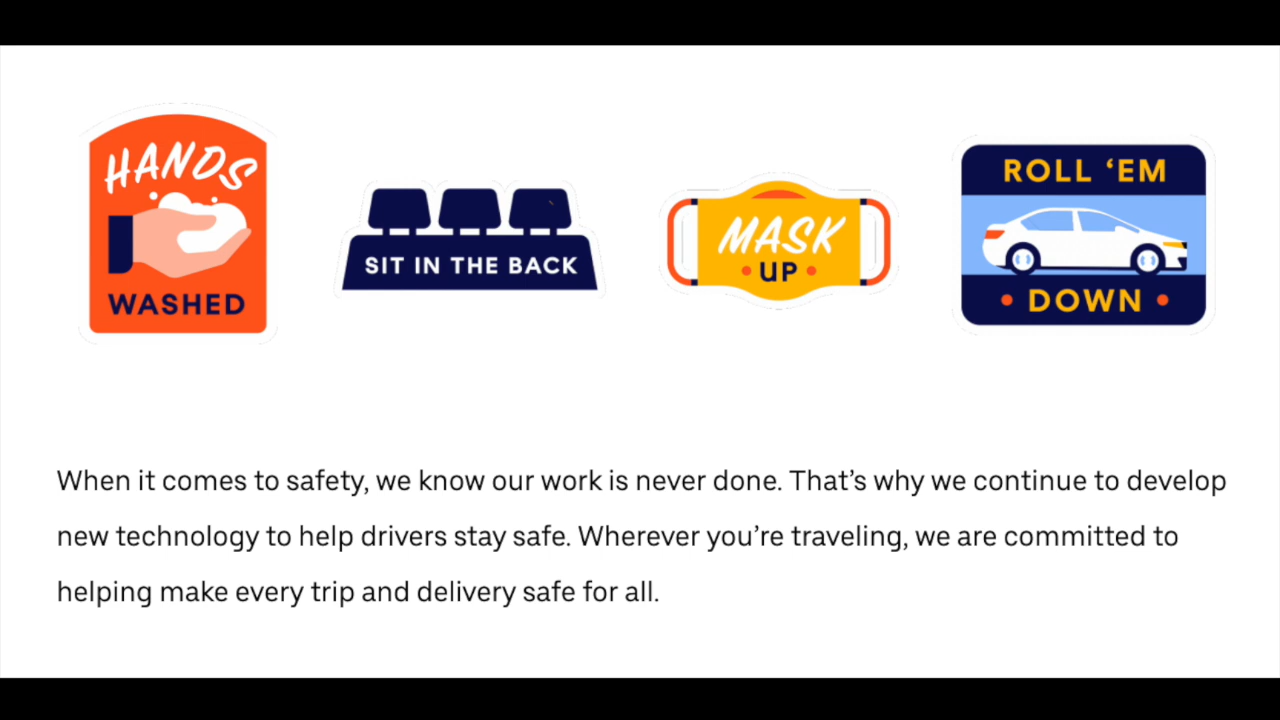 HANDS
WASHED
SIT IN THE BACK
MASK
• UP •
ROLL ‘EM
• DOWN •
When it comes to safety, we know our work is never done. That’s why we continue to develop
new technology to help drivers stay safe. Wherever you’re traveling, we are committed to
helping make every trip and delivery safe for all.